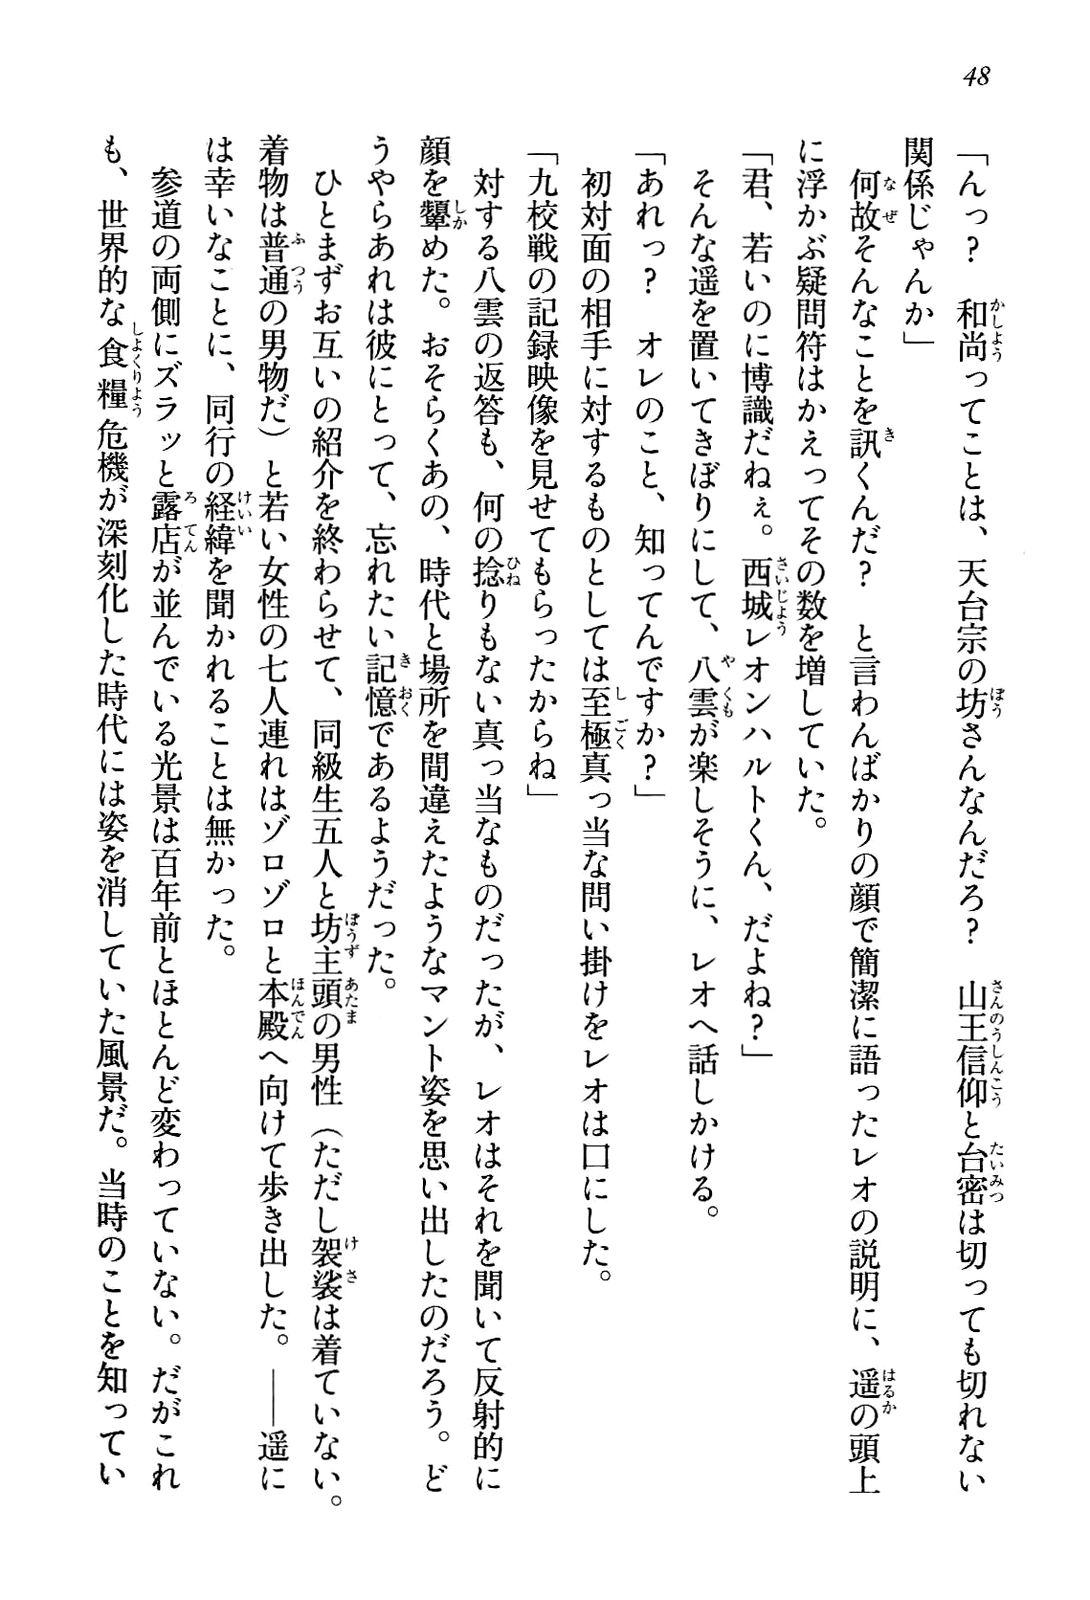 48
「んっ？　和尚ってことは、天台宗の坊さんなんだろ？　山王信仰と台密は切っても切れない
関係じゃんか」
　何故そんなことを訊くんだ？　と言わんばかりの顔で簡潔に語ったレオの説明に、遥の頭上
に浮かぶ疑問符はかえってその数を増していた。
「君、若いのに博識だねぇ。西城レオンハルトくん、だよね？」
　そんな遥を置いてきぼりにして、八雲が楽しそうに、レオへ話しかける。
「あれっ？　オレのこと、知ってんですか？」
　初対面の相手に対するものとしては至極真っ当な問い掛けをレオは口にした。
「九校戦の記録映像を見せてもらったからね」
　対する八雲の返答も、何の捻りもない真っ当なものだったが、レオはそれを聞いて反射的に
顔を顰めた。おそらくあの、時代と場所を間違えたようなマント姿を思い出したのだろう。ど
うやらあれは彼にとって、忘れたい記憶であるようだった。
　ひとまずお互いの紹介を終わらせて、同級生五人と坊主頭の男性（ただし袈裟は着ていない。
着物は普通の男物だ）と若い女性の七人連れはゾロゾロと本殿へ向けて歩き出した。――遥に
は幸いなことに、同行の経緯を聞かれることは無かった。
　参道の両側にズラッと露店が並んでいる光景は百年前とほとんど変わっていない。だがこれ
も、世界的な食糧危機が深刻化した時代には姿を消していた風景だ。当時のことを知ってい